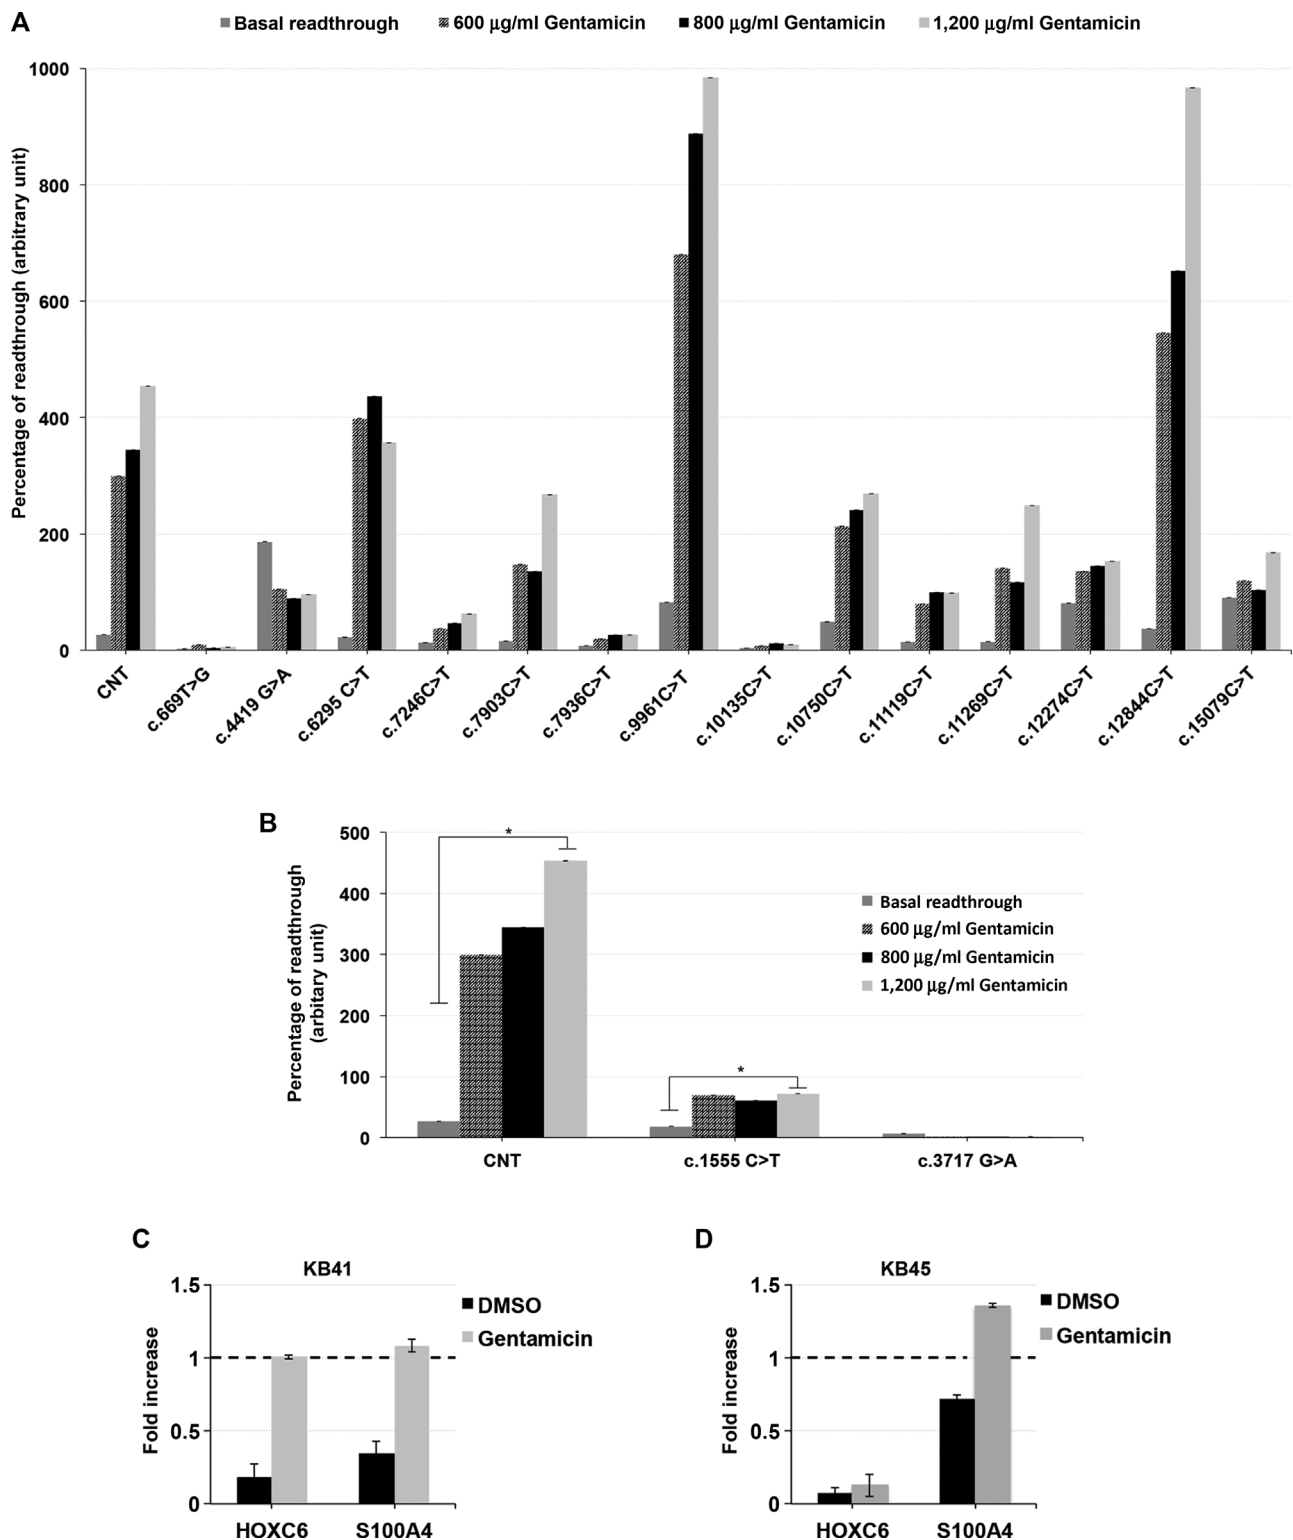 A
Basal readthrough 600 µg/ml Gentamicin 800 µg/ml Gentamicin 1,200 µg/ml Gentamicin
Percentage of readthrough (arbitrary unit)
1000
800
600
400
200
0
CNT c.669T>G c.4419 G>A c.6295 C>T c.7246C>T c.7903C>T c.7936C>T c.9961C>T c.10135C>T c.10750C>T c.11119C>T c.11269C>T c.12274C>T c.12844C>T c.15079C>T
B
Percentage of readthrough
(arbitary unit)
500
400
300
200
100
0
*
*
Basal readthrough
600 µg/ml Gentamicin
800 µg/ml Gentamicin
1,200 µg/ml Gentamicin
CNT c.1555 C>T c.3717 G>A
C
KB41
Fold increase
1.5
1
0.5
0
DMSO
Gentamicin
HOXC6 S100A4
D
KB45
Fold increase
1.5
1
0.5
0
DMSO
Gentamicin
HOXC6 S100A4